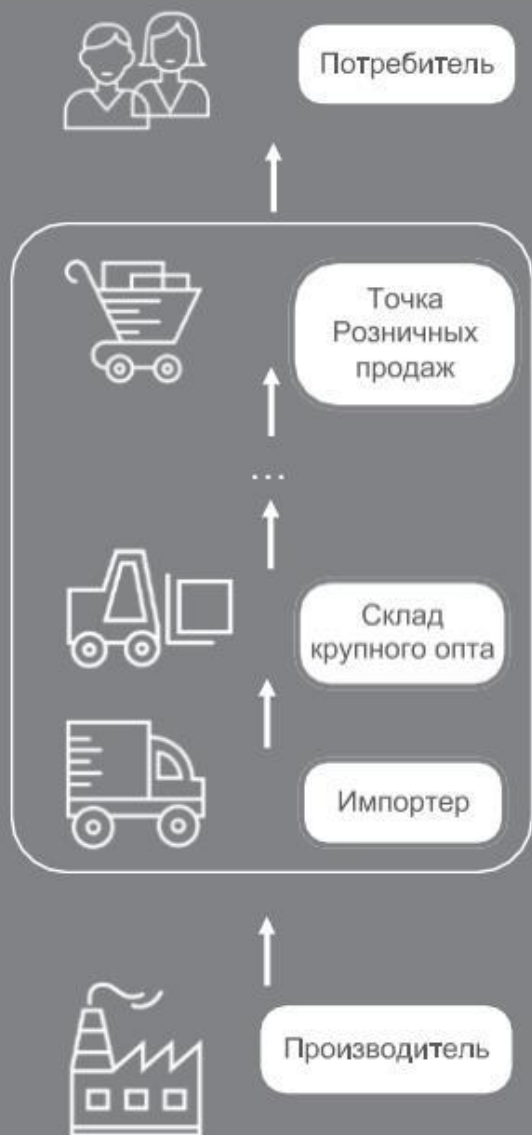 Потребитель
Точка
Розничных
продаж
...
Склад
крупного опта
Импортер
Производитель